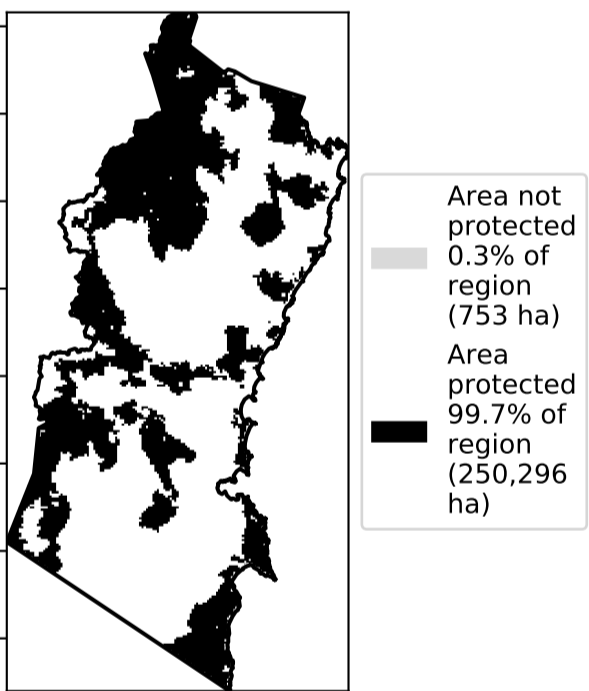 Area not
protected
0.3% of
region
(753 ha)
Area
protected
99.7% of
region
(250,296
ha)